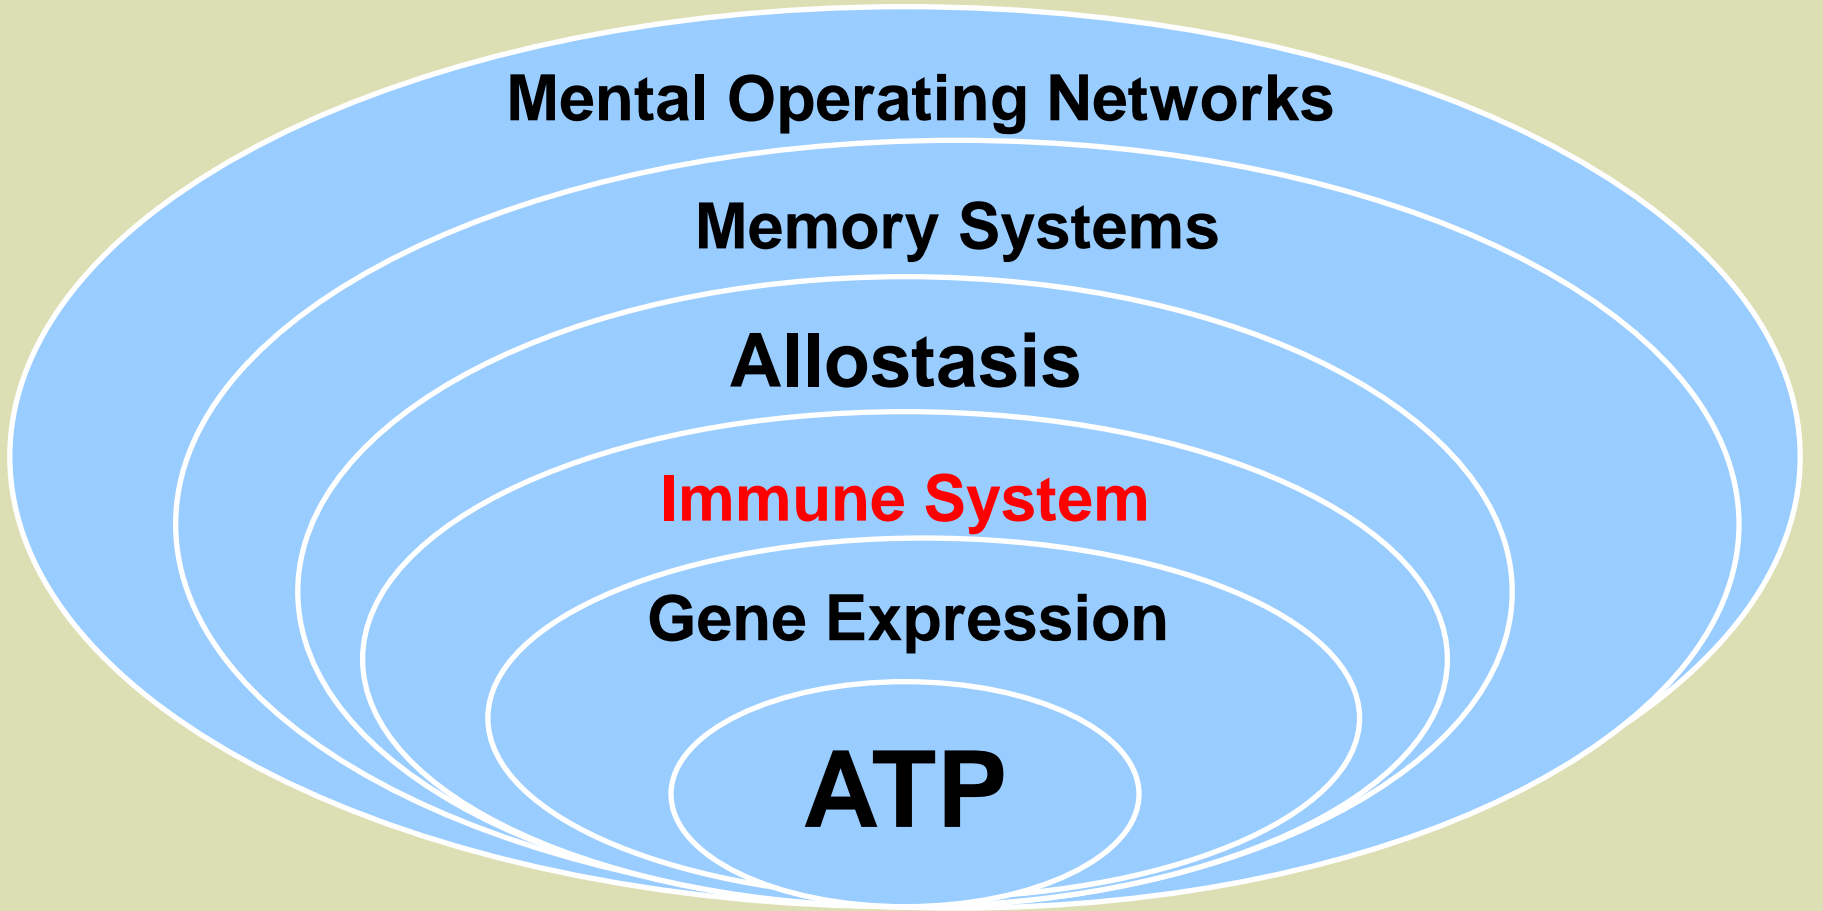 Mental Operating Networks
Memory Systems
Allostasis
Immune System
Gene Expression
ATP